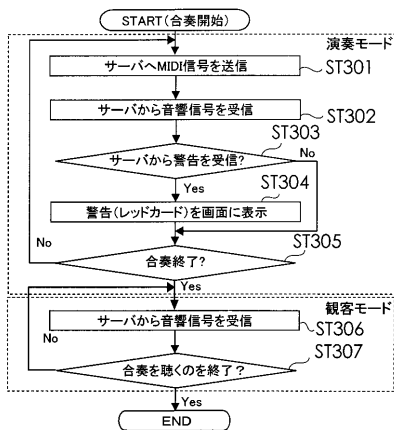 START(合奏開始)
演奏モード
サーバへMIDI信号を送信
ST301
サーバから音響信号を受信
ST302
ST303
サーバから警告を受信?
No
Yes
ST304
警告(レッドカード)を画面に表示
No
ST305
合奏終了?
Yes
観客モード
サーバから音響信号を受信
ST306
No
ST307
合奏を聴くのを終了?
Yes
END